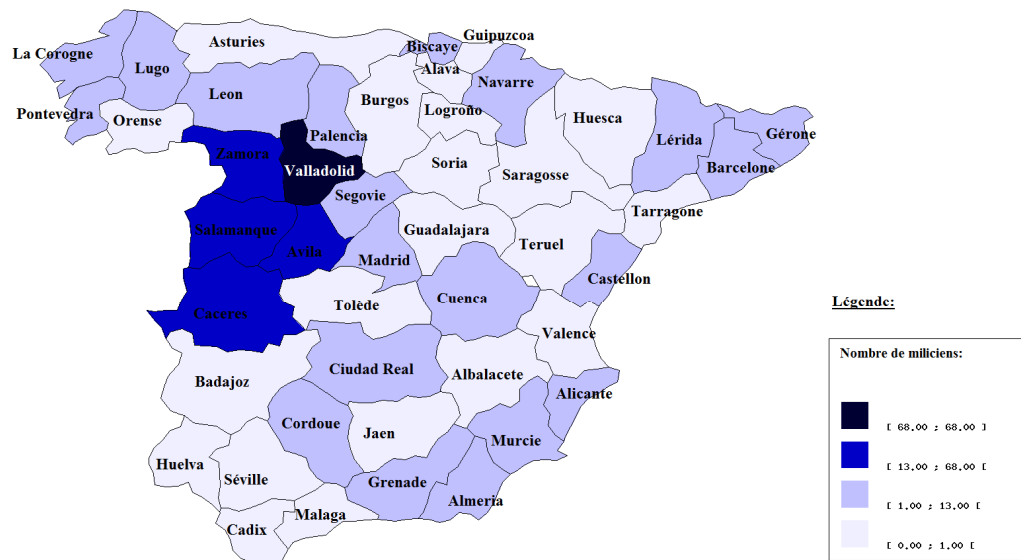 Asturies
Guipuzcoa
Biscaye
La Corogne
Lugo
Alava
Navarre
Leon
Burgos
Logroño
Huesca
Pontevedra
Orense
Palencia
Lérida
Gérone
Zamora
Valladolid
Soria
Saragosse
Barcelone
Segovie
Tarragone
Salamanque
Avila
Guadalajara
Teruel
Madrid
Castellon
Caceres
Tolède
Cuenca
Valence
Badajoz
Ciudad Real
Albalacete
Alicante
Cordoue
Jaen
Murcie
Huelva
Séville
Grenade
Almeria
Malaga
Cadix
Légende:
Nombre de miliciens:
[ 68.00 ; 68.00 ]
[ 13.00 ; 68.00 [
[ 1.00 ; 13.00 [
[ 0.00 ; 1.00 [